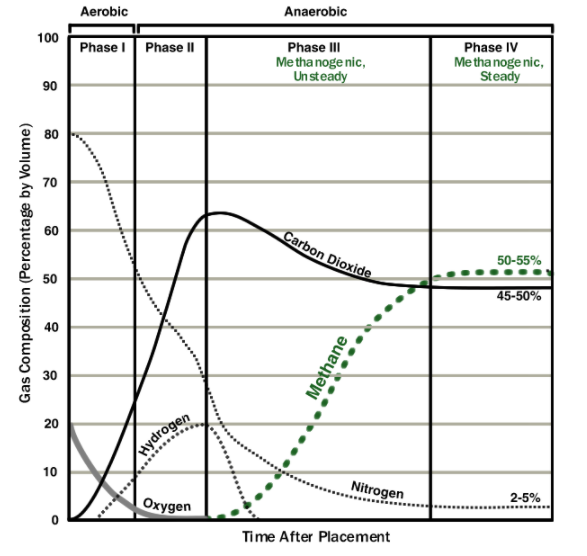 Aerobic
Anaerobic
Phase I
Phase II
Phase III
Methanogenic,
Unsteady
Phase IV
Methanogenic,
Steady
Gas Composition (Percentage by Volume)
100
90
80
70
60
50
40
30
20
10
0
Carbon Dioxide
50-55%
45-50%
Methane
Hydrogen
Oxygen
Nitrogen
2-5%
Time After Placement